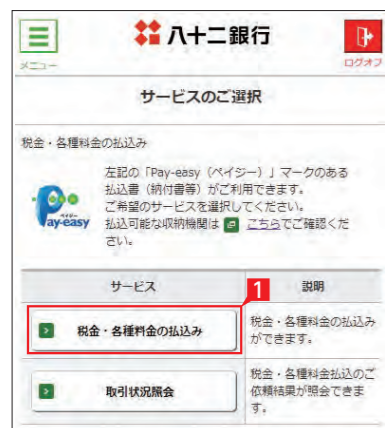 八十二銀行
メニュー
ログオフ
サービスのご選択
税金・各種料金の払込み
左記の「Pay-easy（ペイジー）」マークのある
払込書（納付書等）がご利用できます。
ご希望のサービスを選択してください。
払込可能な収納機関は こちらでご確認くだ
さい。
ペイジー
Pay-easy
サービス
1
説明
税金・各種料金の払込み
税金・各種料金の払込み
ができます。
取引状況照会
税金・各種料金払込のご
依頼結果が照会できま
す。